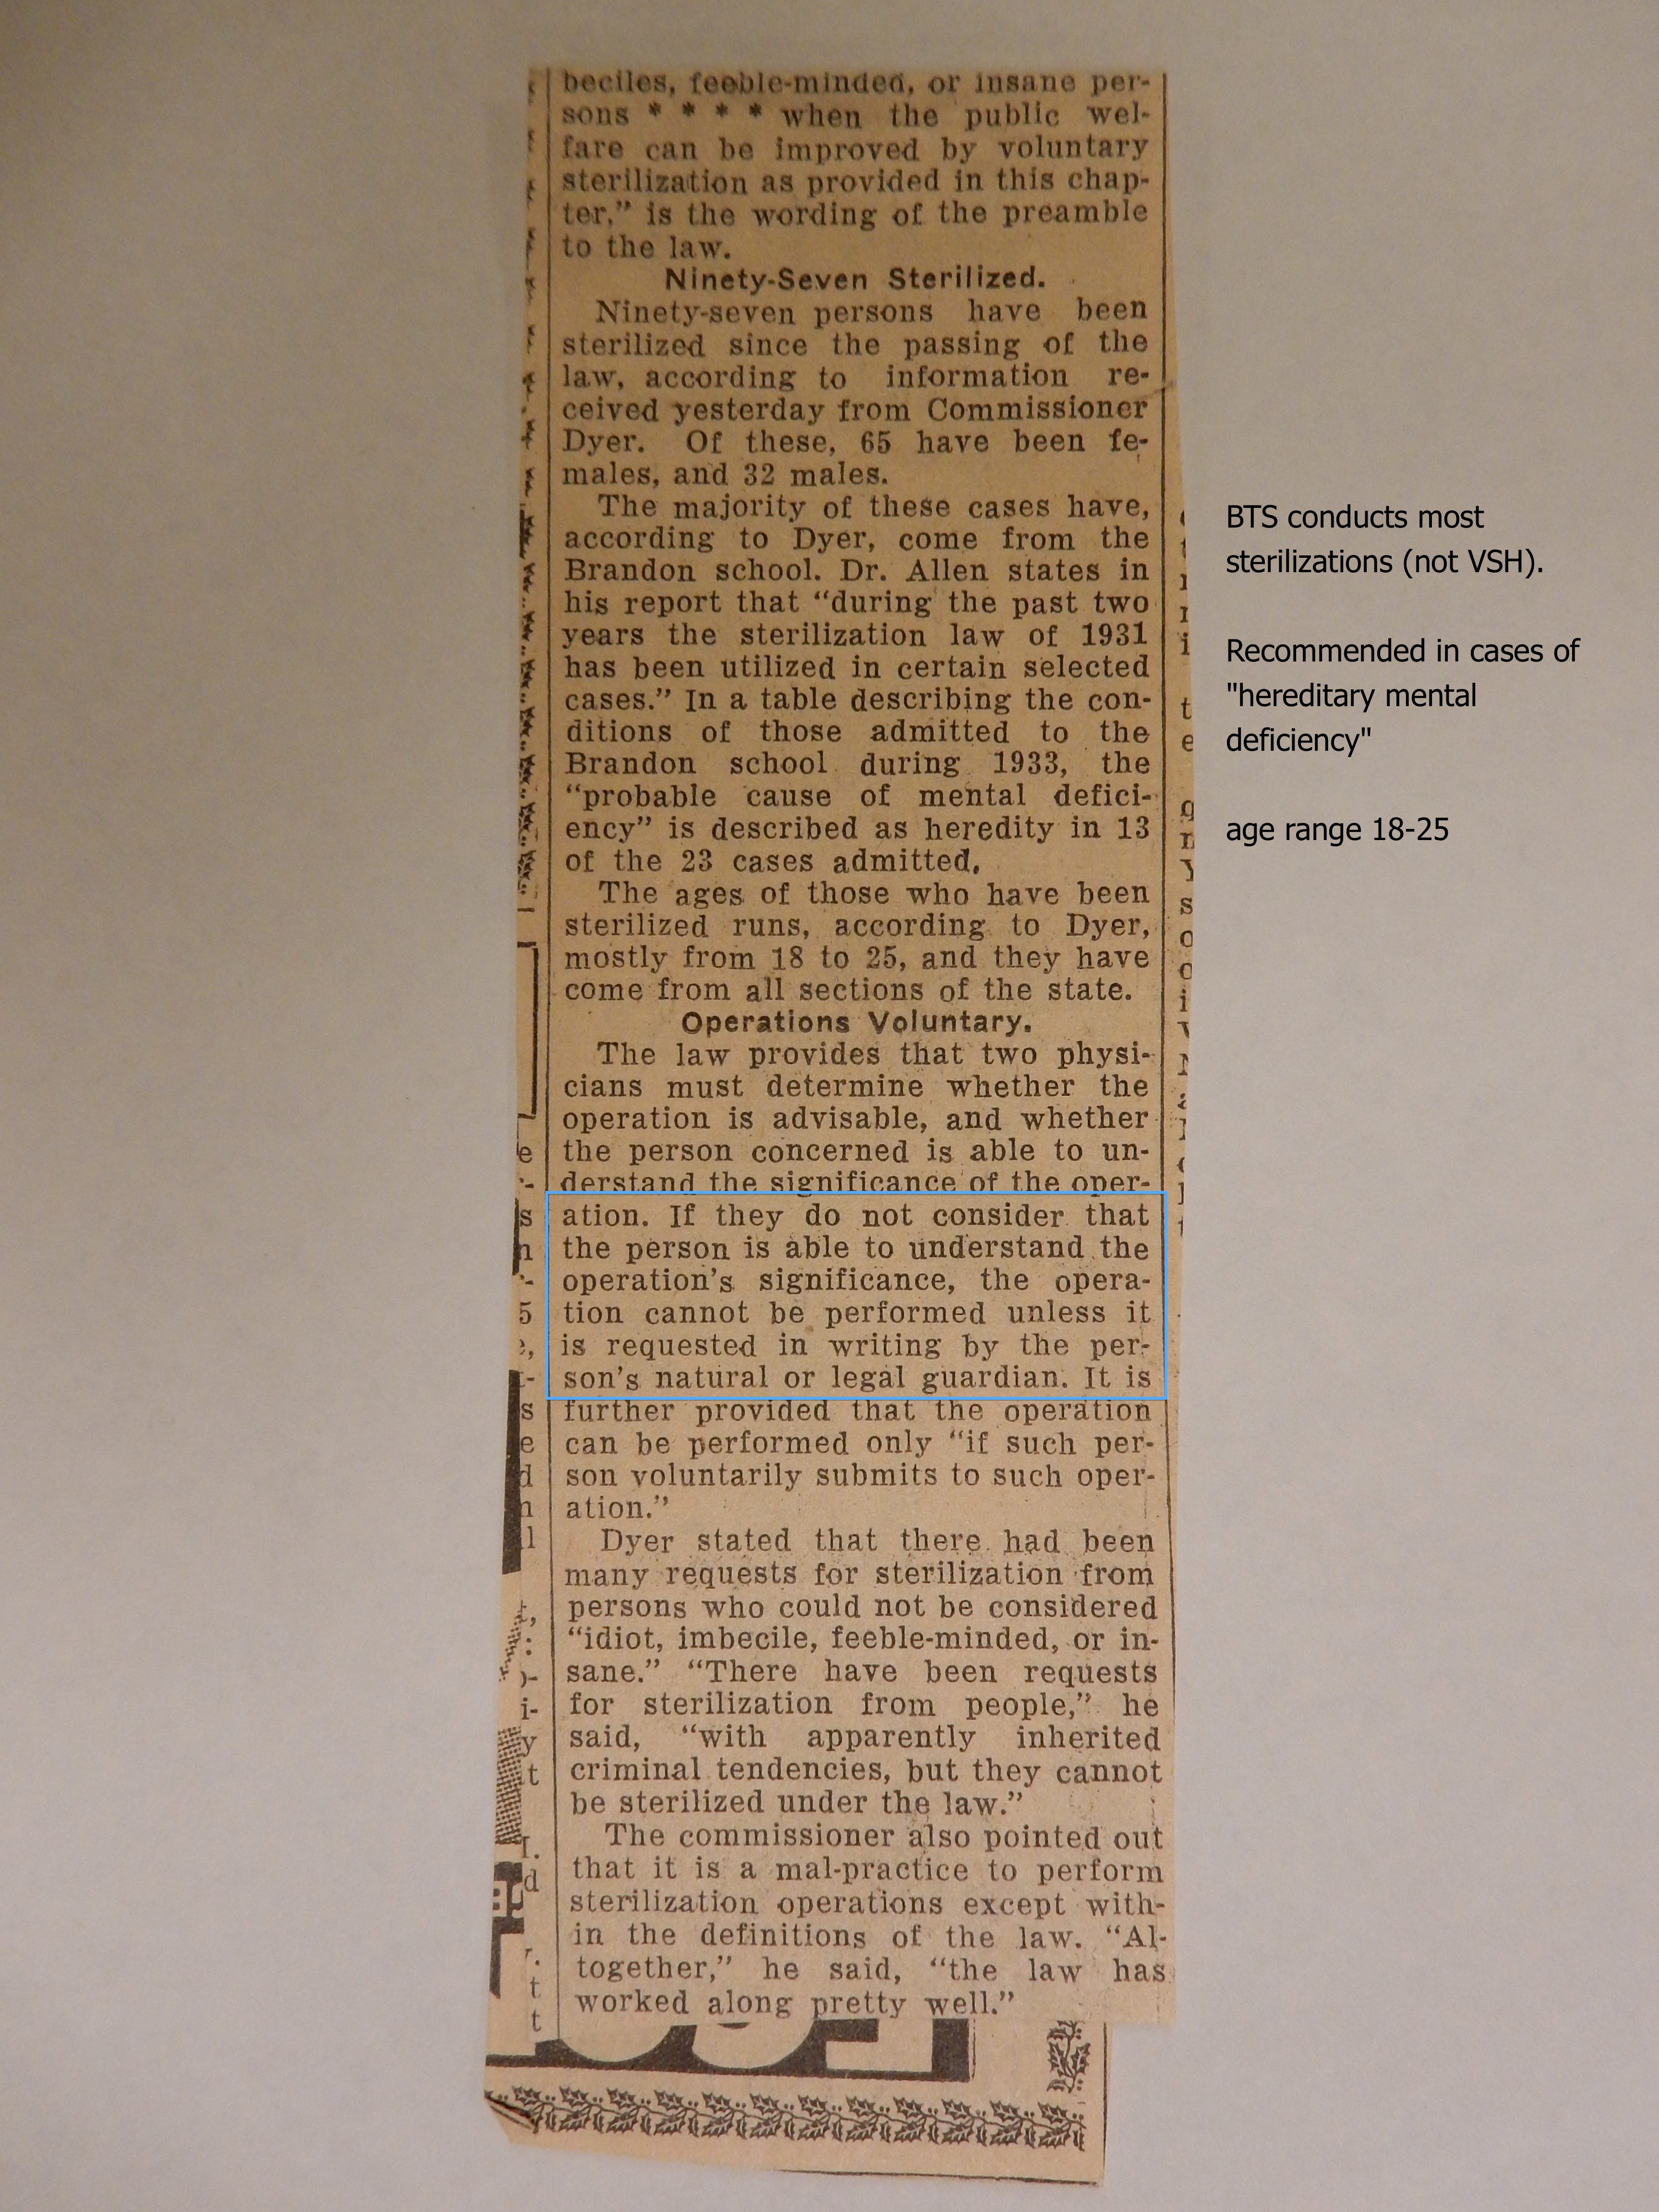 beciles, feeble-minded, or insane per-
sons * * * * when the public wel-
fare can be improved by voluntary
sterilization as provided in this chap-
ter," is the wording of the preamble
to the law.
Ninety-Seven Sterilized.
Ninety-seven persons have been
sterilized since the passing of the
law, according to information re-
ceived yesterday from Commissioner
Dyer. Of these, 65 have been fe-
males, and 32 males.
The majority of these cases have,
according to Dyer, come from the
Brandon school. Dr. Allen states in
his report that "during the past two
years the sterilization law of 1931
has been utilized in certain selected
cases." In a table describing the con-
ditions of those admitted to the
Brandon school during 1933, the
"probable cause of mental defici-
ency" is described as heredity in 13
of the 23 cases admitted.
The ages of those who have been
sterilized runs, according to Dyer,
mostly from 18 to 25, and they have
come from all sections of the state.
Operations Voluntary.
The law provides that two physi-
cians must determine whether the
operation is advisable, and whether
the person concerned is able to un-
derstand the significance of the oper-
ation. If they do not consider that
the person is able to understand the
operation's significance, the opera-
tion cannot be performed unless it
is requested in writing by the per-
son's natural or legal guardian. It is
further provided that the operation
can be performed only "if such per-
son voluntarily submits to such oper-
ation."
Dyer stated that there had been
many requests for sterilization from
persons who could not be considered
"idiot, imbecile, feeble-minded, or in-
sane." "There have been requests
for sterilization from people," he
said, "with apparently inherited
criminal tendencies, but they cannot
be sterilized under the law."
The commissioner also pointed out
that it is a mal-practice to perform
sterilization operations except with-
in the definitions of the law. "Al-
together," he said, "the law has
worked along pretty well."
BTS conducts most
sterilizations (not VSH).
Recommended in cases of
"hereditary mental
deficiency"
age range 18-25